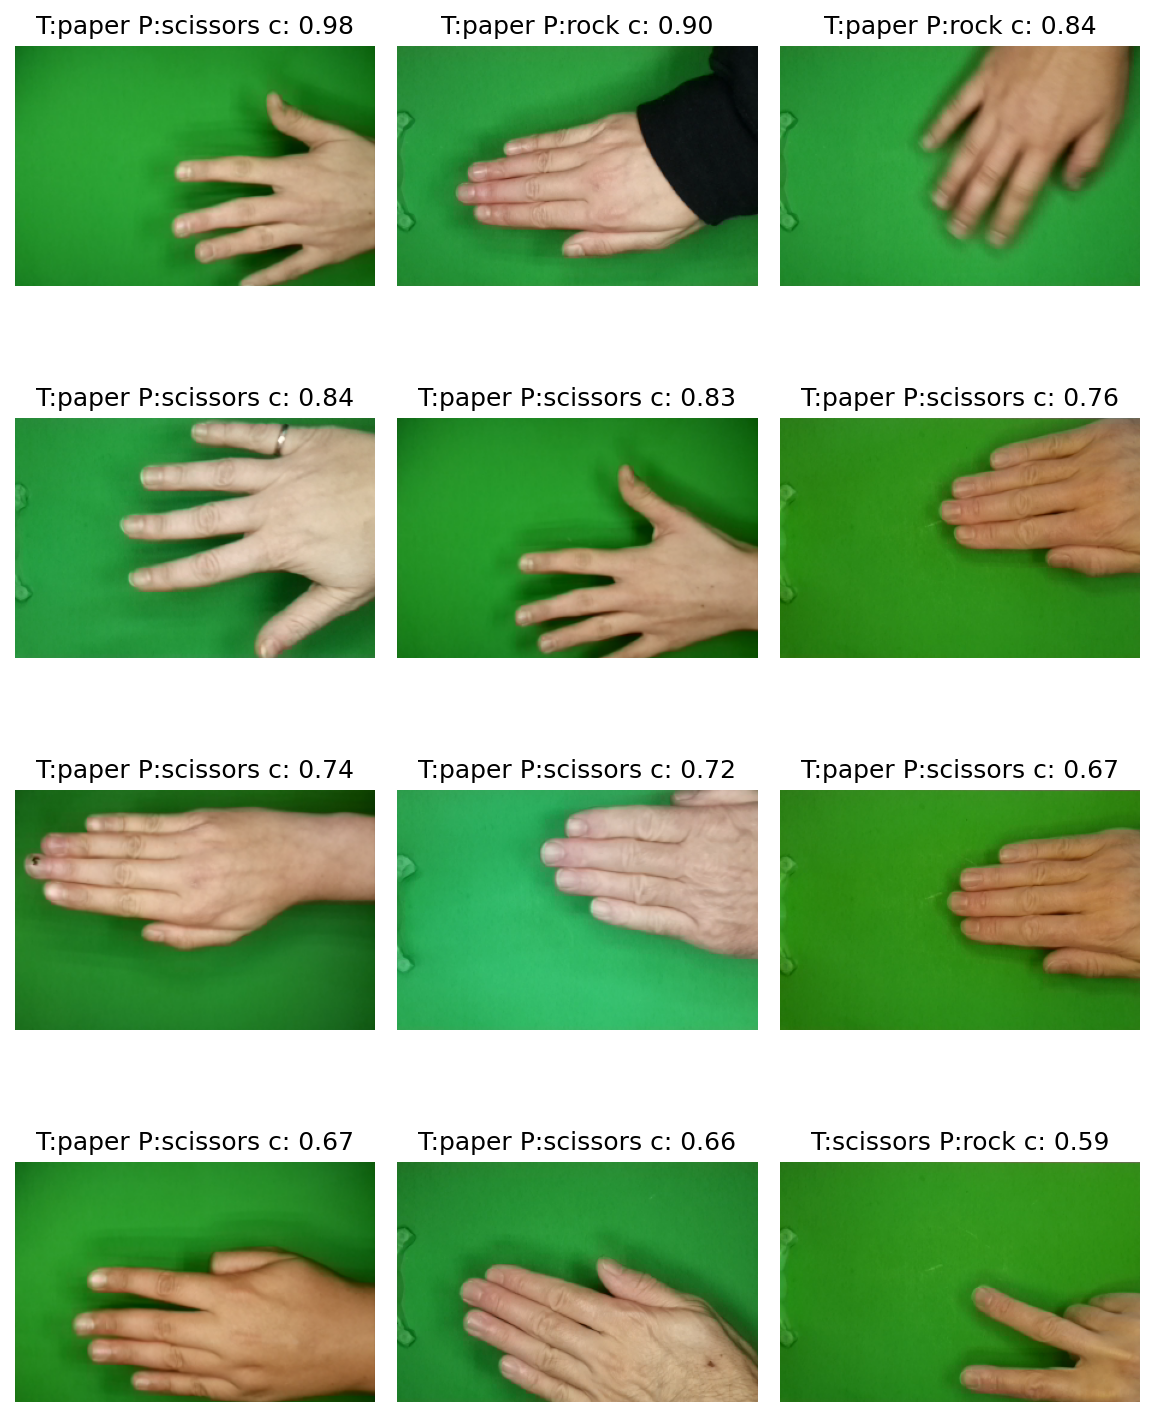 T:paper P:scissors c: 0.98
T:paper P:rock c: 0.90
T:paper P:rock c: 0.84
T:paper P:scissors c: 0.84
T:paper P:scissors c: 0.83
T:paper P:scissors c: 0.76
T:paper P:scissors c: 0.74
T:paper P:scissors c: 0.72
T:paper P:scissors c: 0.67
T:paper P:scissors c: 0.67
T:paper P:scissors c: 0.66
T:scissors P:rock c: 0.59